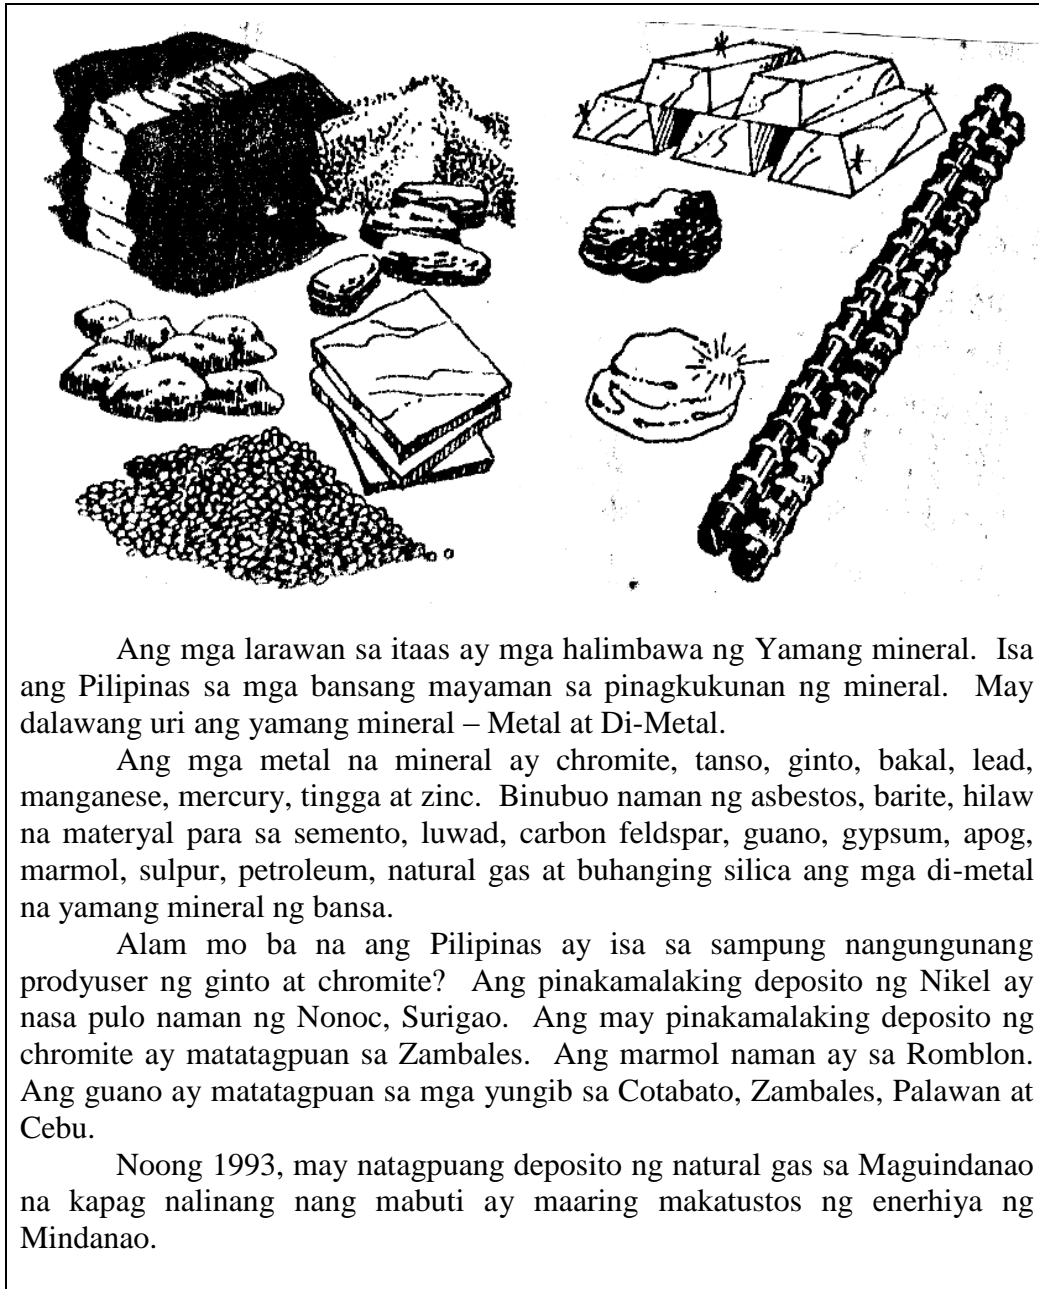 Ang mga larawan sa itaas ay mga halimbawa ng Yamang mineral. Isa
ang Pilipinas sa mga bansang mayaman sa pinagkukunan ng mineral. May
dalawang uri ang yamang mineral – Metal at Di-Metal.
Ang mga metal na mineral ay chromite, tanso, ginto, bakal, lead,
manganese, mercury, tingga at zinc. Binubuo naman ng asbestos, barite, hilaw
na materyal para sa semento, luwad, carbon feldspar, guano, gypsum, apog,
marmol, sulpur, petroleum, natural gas at buhanging silica ang mga di-metal
na yamang mineral ng bansa.
Alam mo ba na ang Pilipinas ay isa sa sampung nangungunang
prodyuser ng ginto at chromite? Ang pinakamalaking deposito ng Nikel ay
nasa pulo naman ng Nonoc, Surigao. Ang may pinakamalaking deposito ng
chromite ay matatagpuan sa Zambales. Ang marmol naman ay sa Romblon.
Ang guano ay matatagpuan sa mga yungib sa Cotabato, Zambales, Palawan at
Cebu.
Noong 1993, may natagpuang deposito ng natural gas sa Maguindanao
na kapag nalinang nang mabuti ay maaring makatustos ng enerhiya ng
Mindanao.